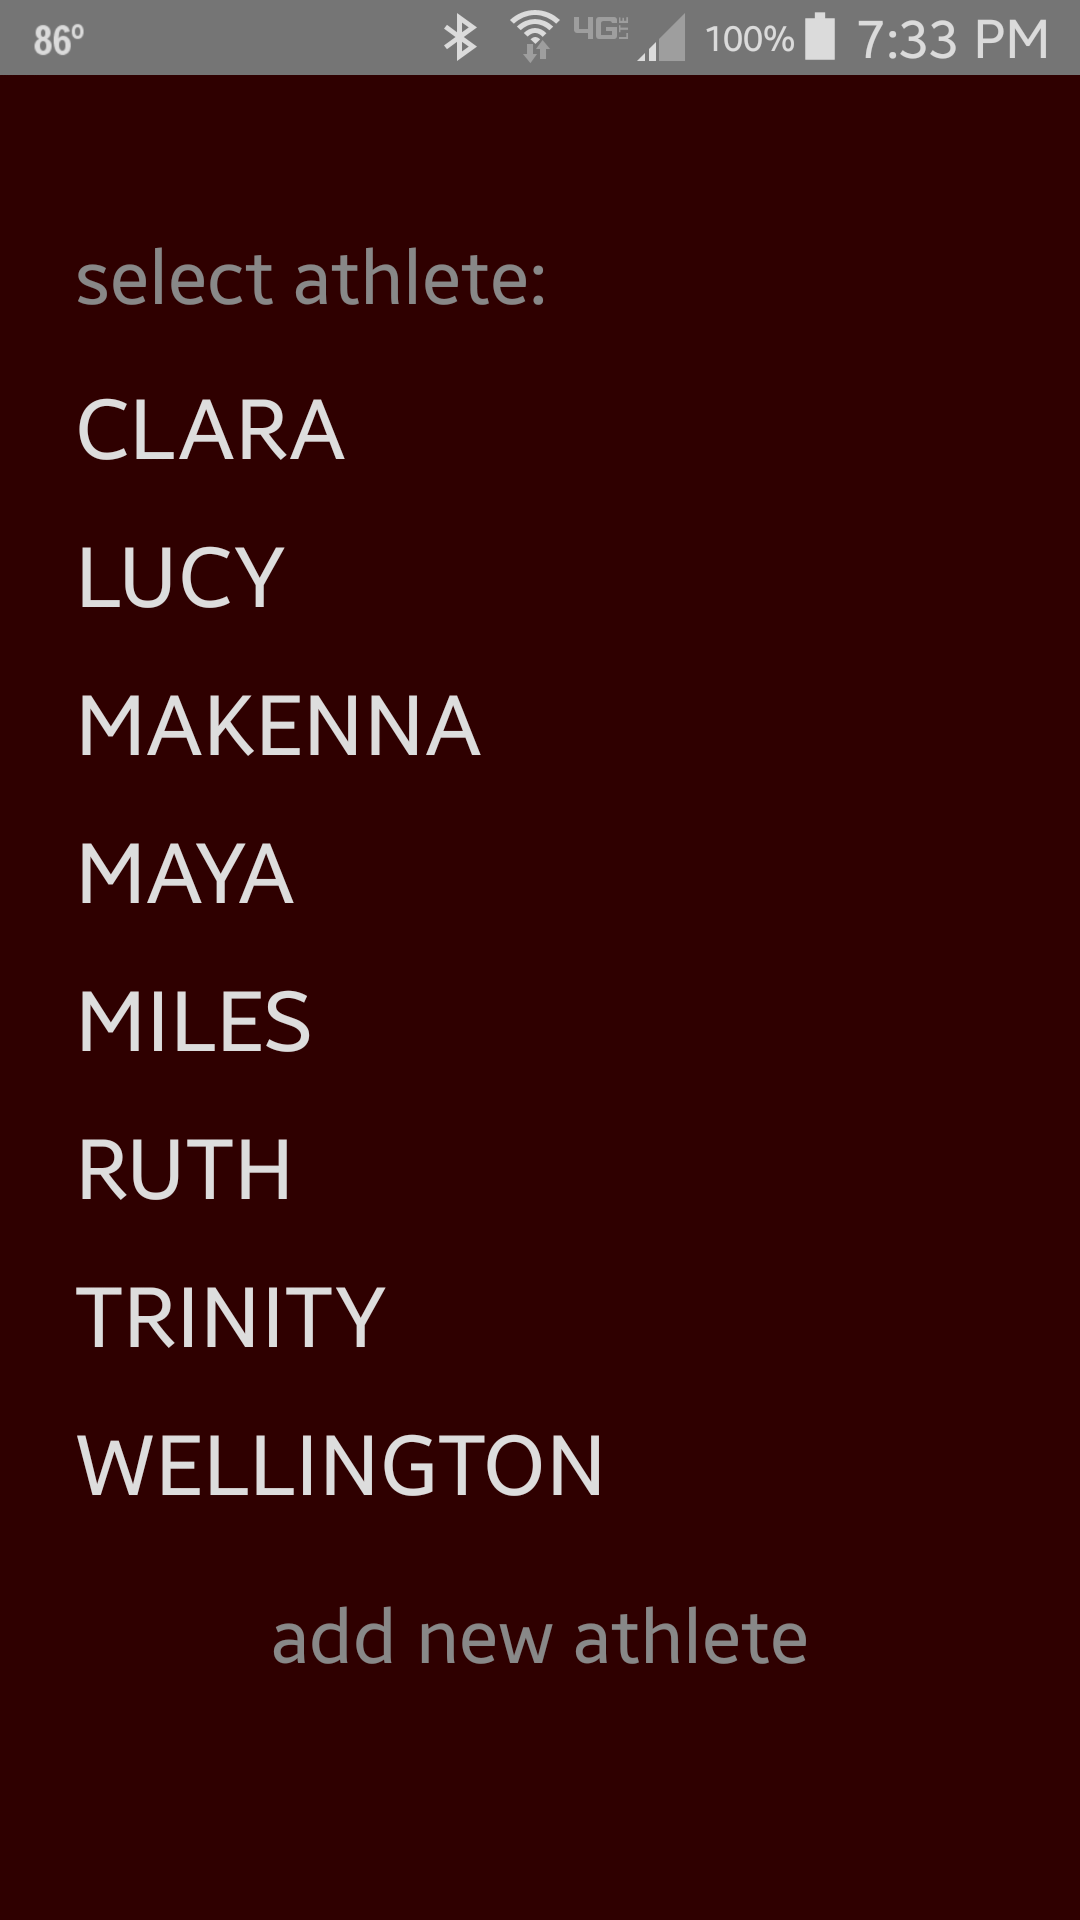 86° 4G LTE 100% 7:33 PM
select athlete:
CLARA
LUCY
MAKENNA
MAYA
MILES
RUTH
TRINITY
WELLINGTON
add new athlete